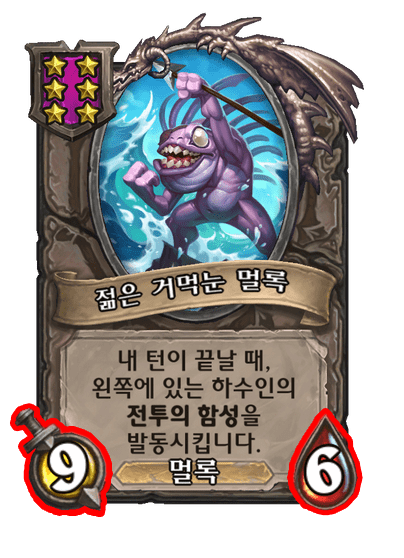 젊은 거먹눈 멀록
내 턴이 끝날 때,
왼쪽에 있는 하수인의
전투의 함성을
발동시킵니다.
9
멀록
6